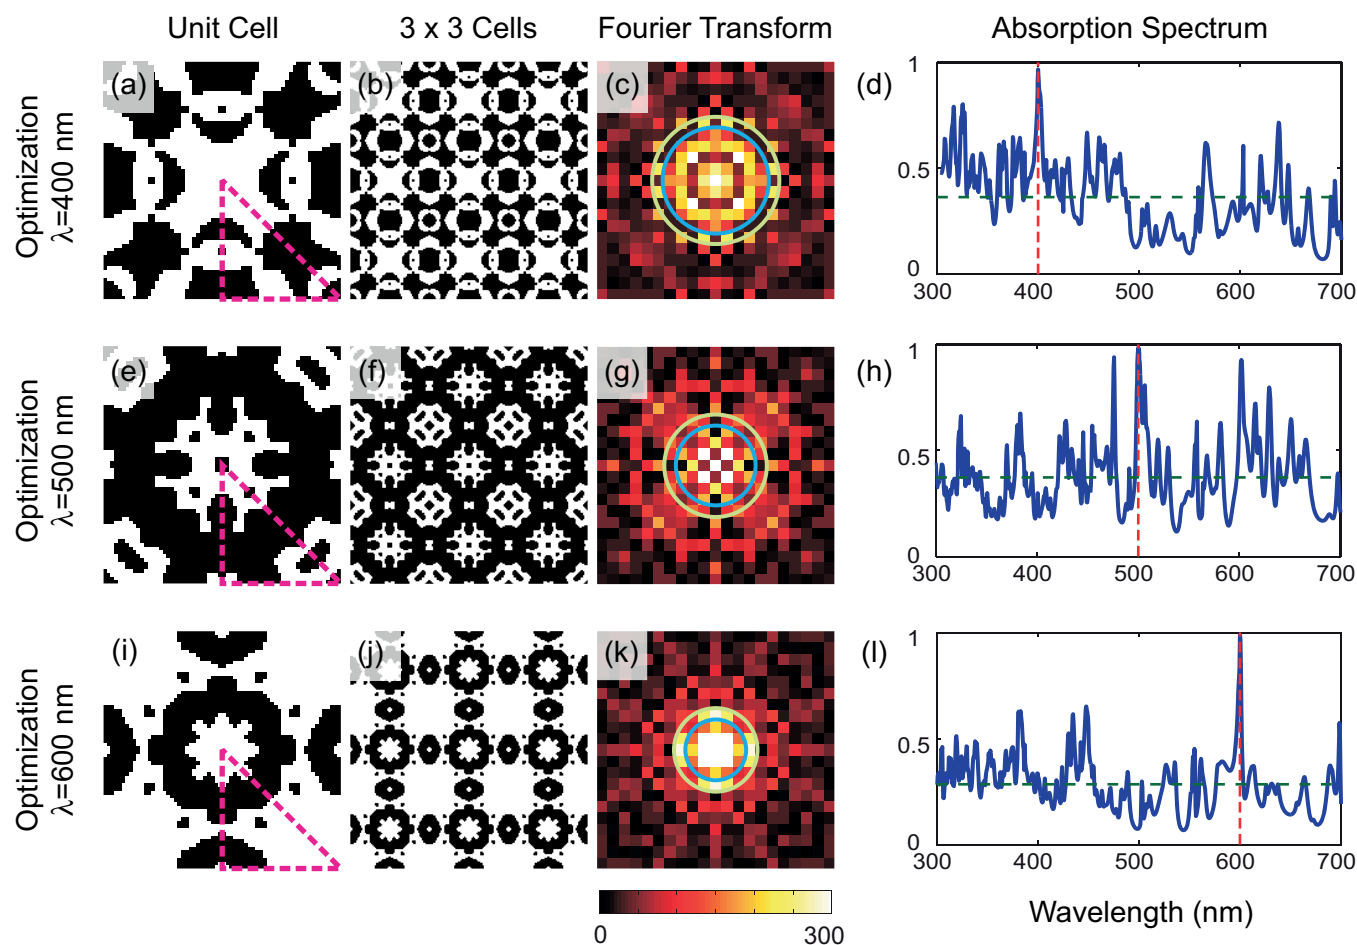 Unit Cell
3 x 3 Cells
Fourier Transform
Absorption Spectrum
Optimization
λ=400 nm
(a)
(b)
(c)
(d)
1
0.5
0
300
400
500
600
700
Optimization
λ=500 nm
(e)
(f)
(g)
(h)
1
0.5
0
300
400
500
600
700
Optimization
λ=600 nm
(i)
(j)
(k)
(l)
1
0.5
0
300
400
500
600
700
0
300
Wavelength (nm)